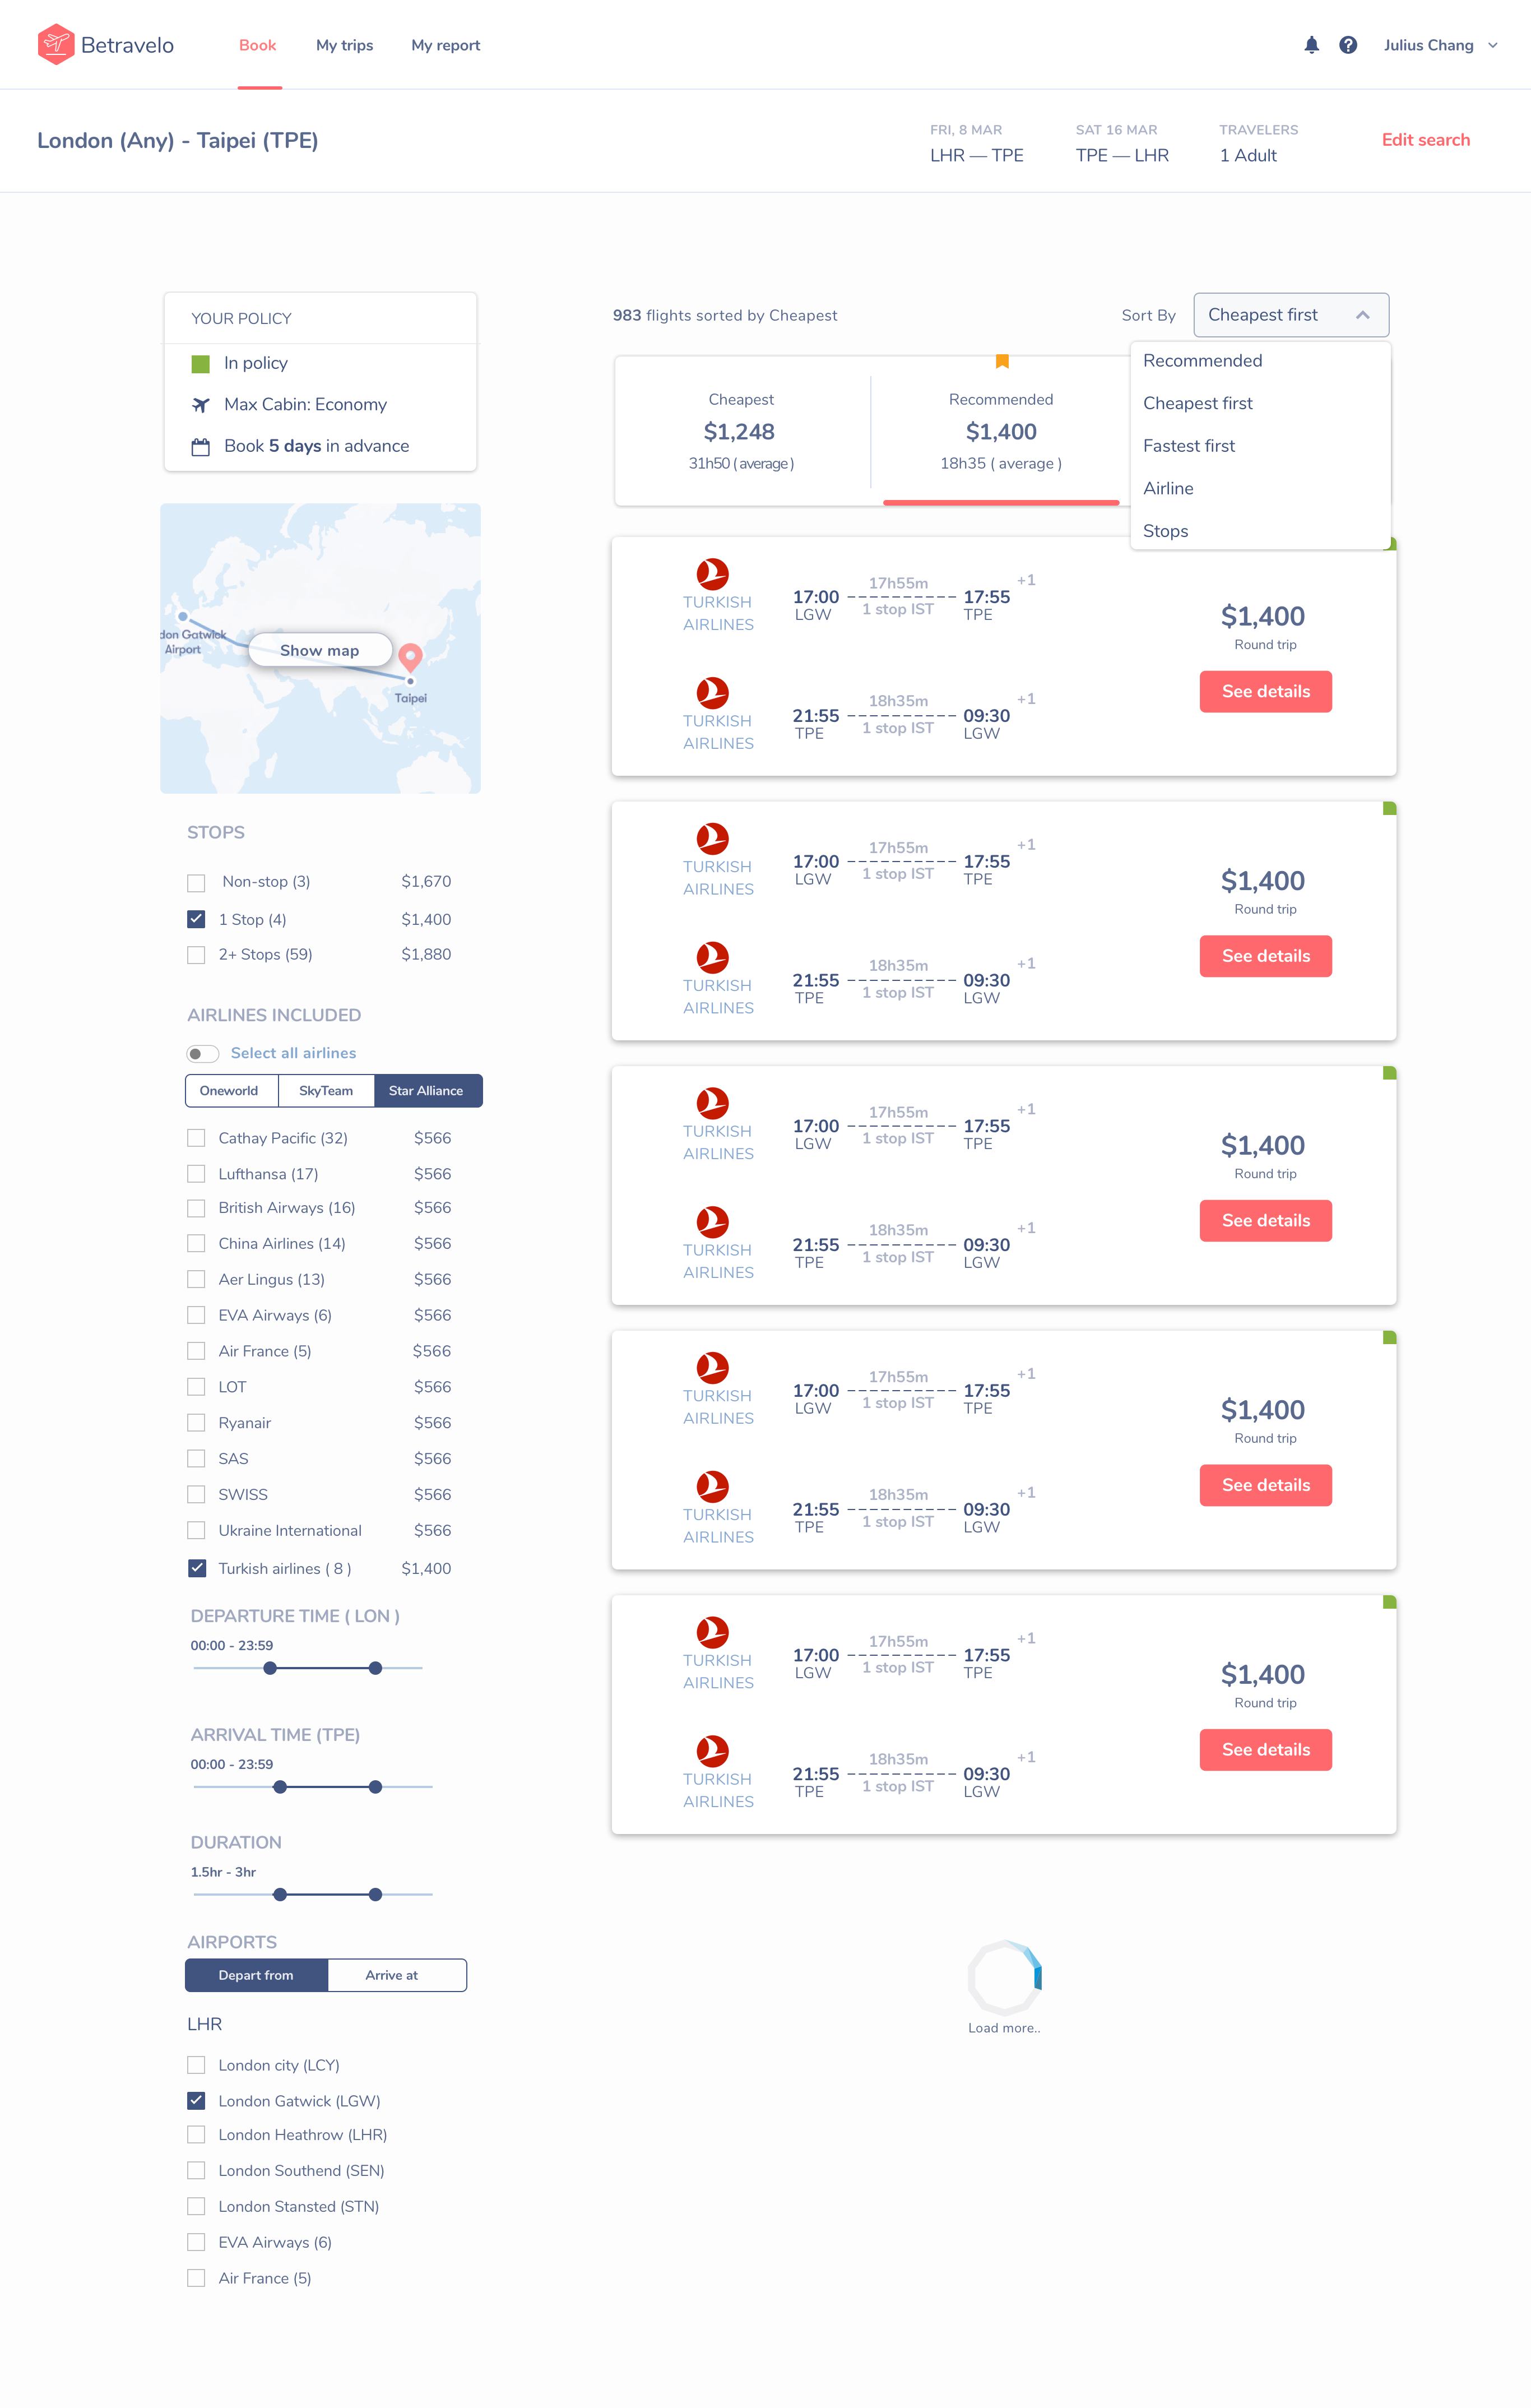 Betravelo
Book
My trips
My report
Julius Chang
London (Any) - Taipei (TPE)
FRI, 8 MAR
LHR — TPE
SAT 16 MAR
TPE — LHR
TRAVELERS
1 Adult
Edit search
YOUR POLICY
In policy
Max Cabin: Economy
Book 5 days in advance
don Gatwick
Airport
Show map
Taipei
STOPS
Non-stop (3) $1,670
1 Stop (4) $1,400
2+ Stops (59) $1,880
AIRLINES INCLUDED
Select all airlines
Oneworld SkyTeam Star Alliance
Cathay Pacific (32) $566
Lufthansa (17) $566
British Airways (16) $566
China Airlines (14) $566
Aer Lingus (13) $566
EVA Airways (6) $566
Air France (5) $566
LOT $566
Ryanair $566
SAS $566
SWISS $566
Ukraine International $566
Turkish airlines ( 8 ) $1,400
DEPARTURE TIME ( LON )
00:00 - 23:59
ARRIVAL TIME (TPE)
00:00 - 23:59
DURATION
1.5hr - 3hr
AIRPORTS
Depart from Arrive at
LHR
London city (LCY)
London Gatwick (LGW)
London Heathrow (LHR)
London Southend (SEN)
London Stansted (STN)
EVA Airways (6)
Air France (5)
983 flights sorted by Cheapest
Sort By
Cheapest first
Recommended
Cheapest first
Fastest first
Airline
Stops
Cheapest
$1,248
31h50 ( average )
Recommended
$1,400
18h35 ( average )
TURKISH
AIRLINES
17:00
LGW
17h55m
1 stop IST
17:55
TPE
+1
TURKISH
AIRLINES
21:55
TPE
18h35m
1 stop IST
09:30
LGW
+1
$1,400
Round trip
See details
TURKISH
AIRLINES
17:00
LGW
17h55m
1 stop IST
17:55
TPE
+1
TURKISH
AIRLINES
21:55
TPE
18h35m
1 stop IST
09:30
LGW
+1
$1,400
Round trip
See details
TURKISH
AIRLINES
17:00
LGW
17h55m
1 stop IST
17:55
TPE
+1
TURKISH
AIRLINES
21:55
TPE
18h35m
1 stop IST
09:30
LGW
+1
$1,400
Round trip
See details
TURKISH
AIRLINES
17:00
LGW
17h55m
1 stop IST
17:55
TPE
+1
TURKISH
AIRLINES
21:55
TPE
18h35m
1 stop IST
09:30
LGW
+1
$1,400
Round trip
See details
TURKISH
AIRLINES
17:00
LGW
17h55m
1 stop IST
17:55
TPE
+1
TURKISH
AIRLINES
21:55
TPE
18h35m
1 stop IST
09:30
LGW
+1
$1,400
Round trip
See details
Load more..